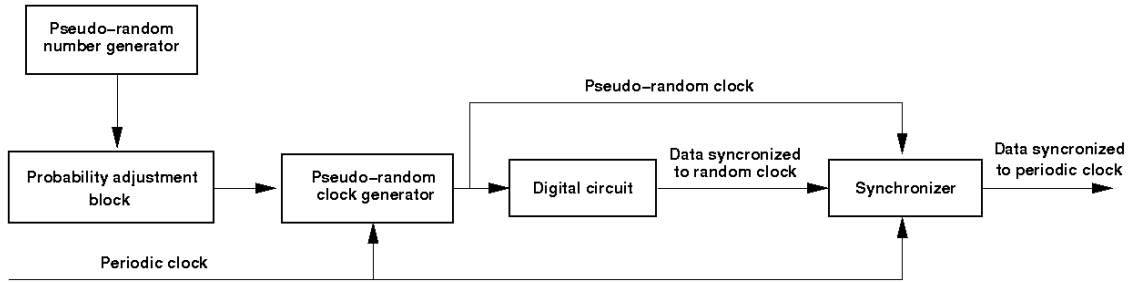 Pseudo-random
number generator
Pseudo-random clock
Probability adjustment
block
Pseudo-random
clock generator
Digital circuit
Data syncronized
to random clock
Synchronizer
Data syncronized
to periodic clock
Periodic clock